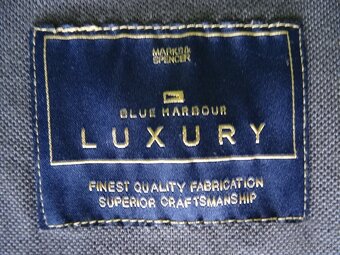 MARKS &
SPENCER
BLUE HARBOUR
LUXURY
FINEST QUALITY FABRICATION
SUPERIOR CRAFTSMANSHIP